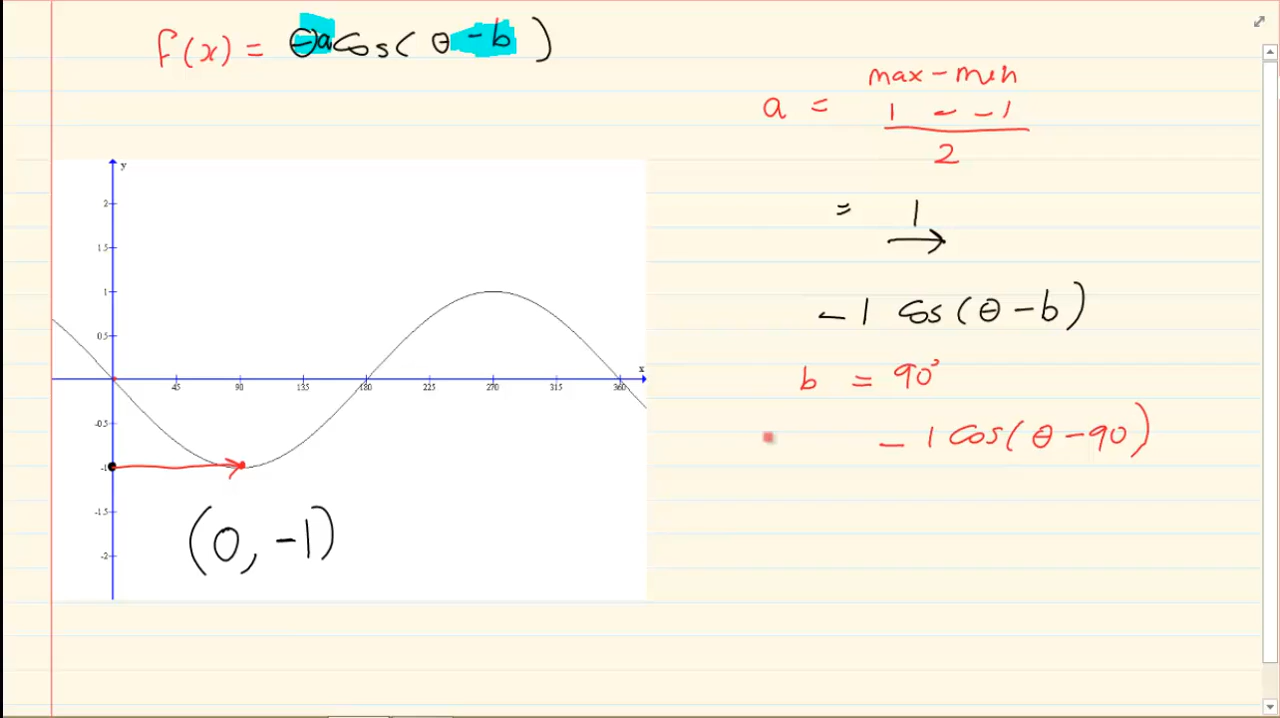 f(x) = -a cos( θ - b )
max - min
a = 1 - -1
2
= 1
- 1 cos( θ - b )
b = 90°
- 1 cos( θ - 90 )
y
2
1.5
1
0.5
x
45 90 135 180 225 270 315 360
-0.5
-1
-1.5
-2
(0, -1)